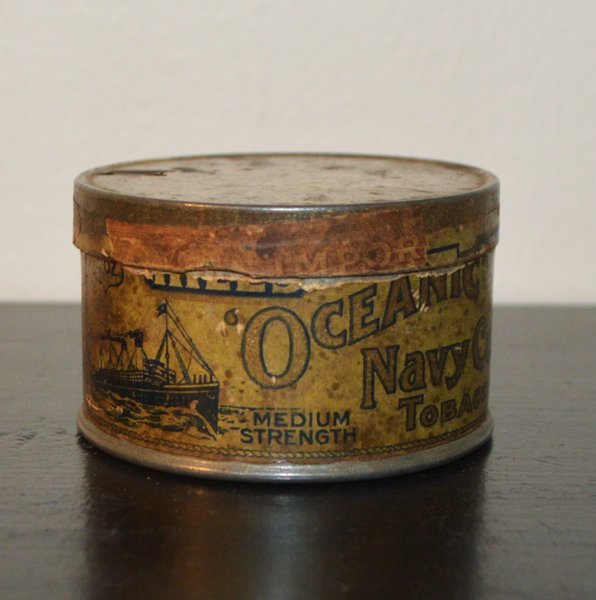 IMPOR
'OCEANIC
NAVY C
TOBAC
MEDIUM
STRENGTH